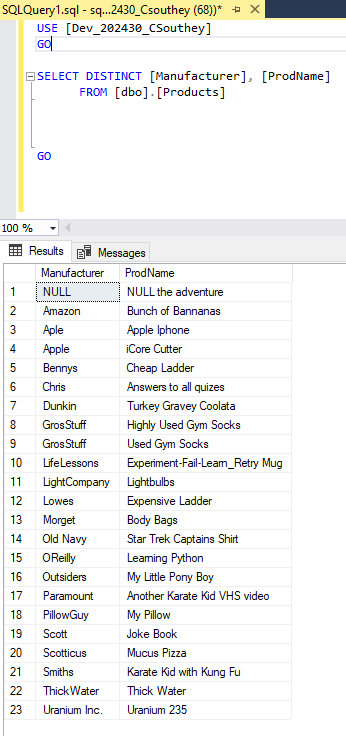 SQLQuery1.sql - sq...2430_CSouthey (68))*
USE [Dev_202430_CSouthey]
GO
SELECT DISTINCT [Manufacturer], [ProdName]
FROM [dbo].[Products]
GO
100 %
Results Messages
Manufacturer ProdName
1 NULL NULL the adventure
2 Amazon Bunch of Bannanas
3 Aple Apple Iphone
4 Apple iCore Cutter
5 Bennys Cheap Ladder
6 Chris Answers to all quizes
7 Dunkin Turkey Gravey Coolata
8 GrosStuff Highly Used Gym Socks
9 GrosStuff Used Gym Socks
10 LifeLessons Experiment-Fail-Learn_Retry Mug
11 LightCompany Lightbulbs
12 Lowes Expensive Ladder
13 Morget Body Bags
14 Old Navy Star Trek Captains Shirt
15 OReilly Learning Python
16 Outsiders My Little Pony Boy
17 Paramount Another Karate Kid VHS video
18 PillowGuy My Pillow
19 Scott Joke Book
20 Scotticus Mucus Pizza
21 Smiths Karate Kid with Kung Fu
22 ThickWater Thick Water
23 Uranium Inc. Uranium 235